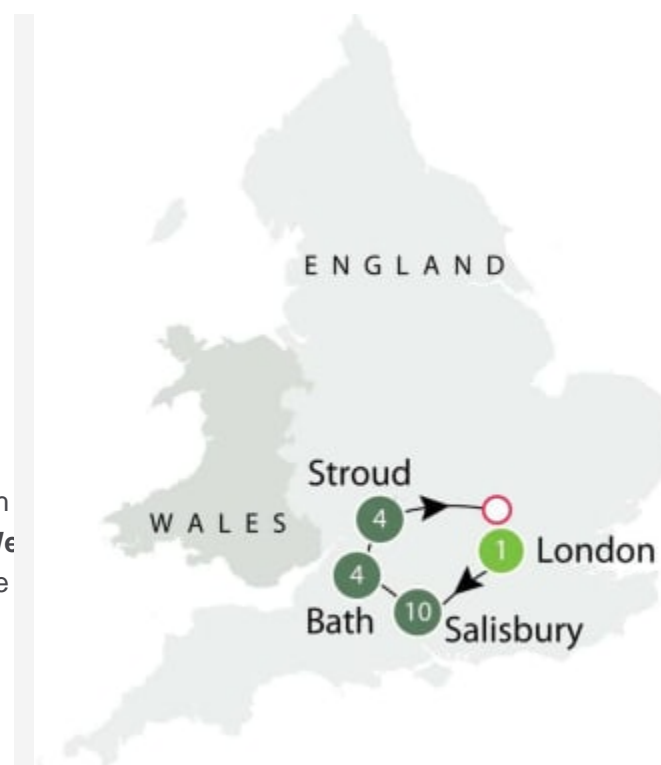 ENGLAND
Stroud
4
WALES
1 London
4
Bath
10
Salisbury
n
e